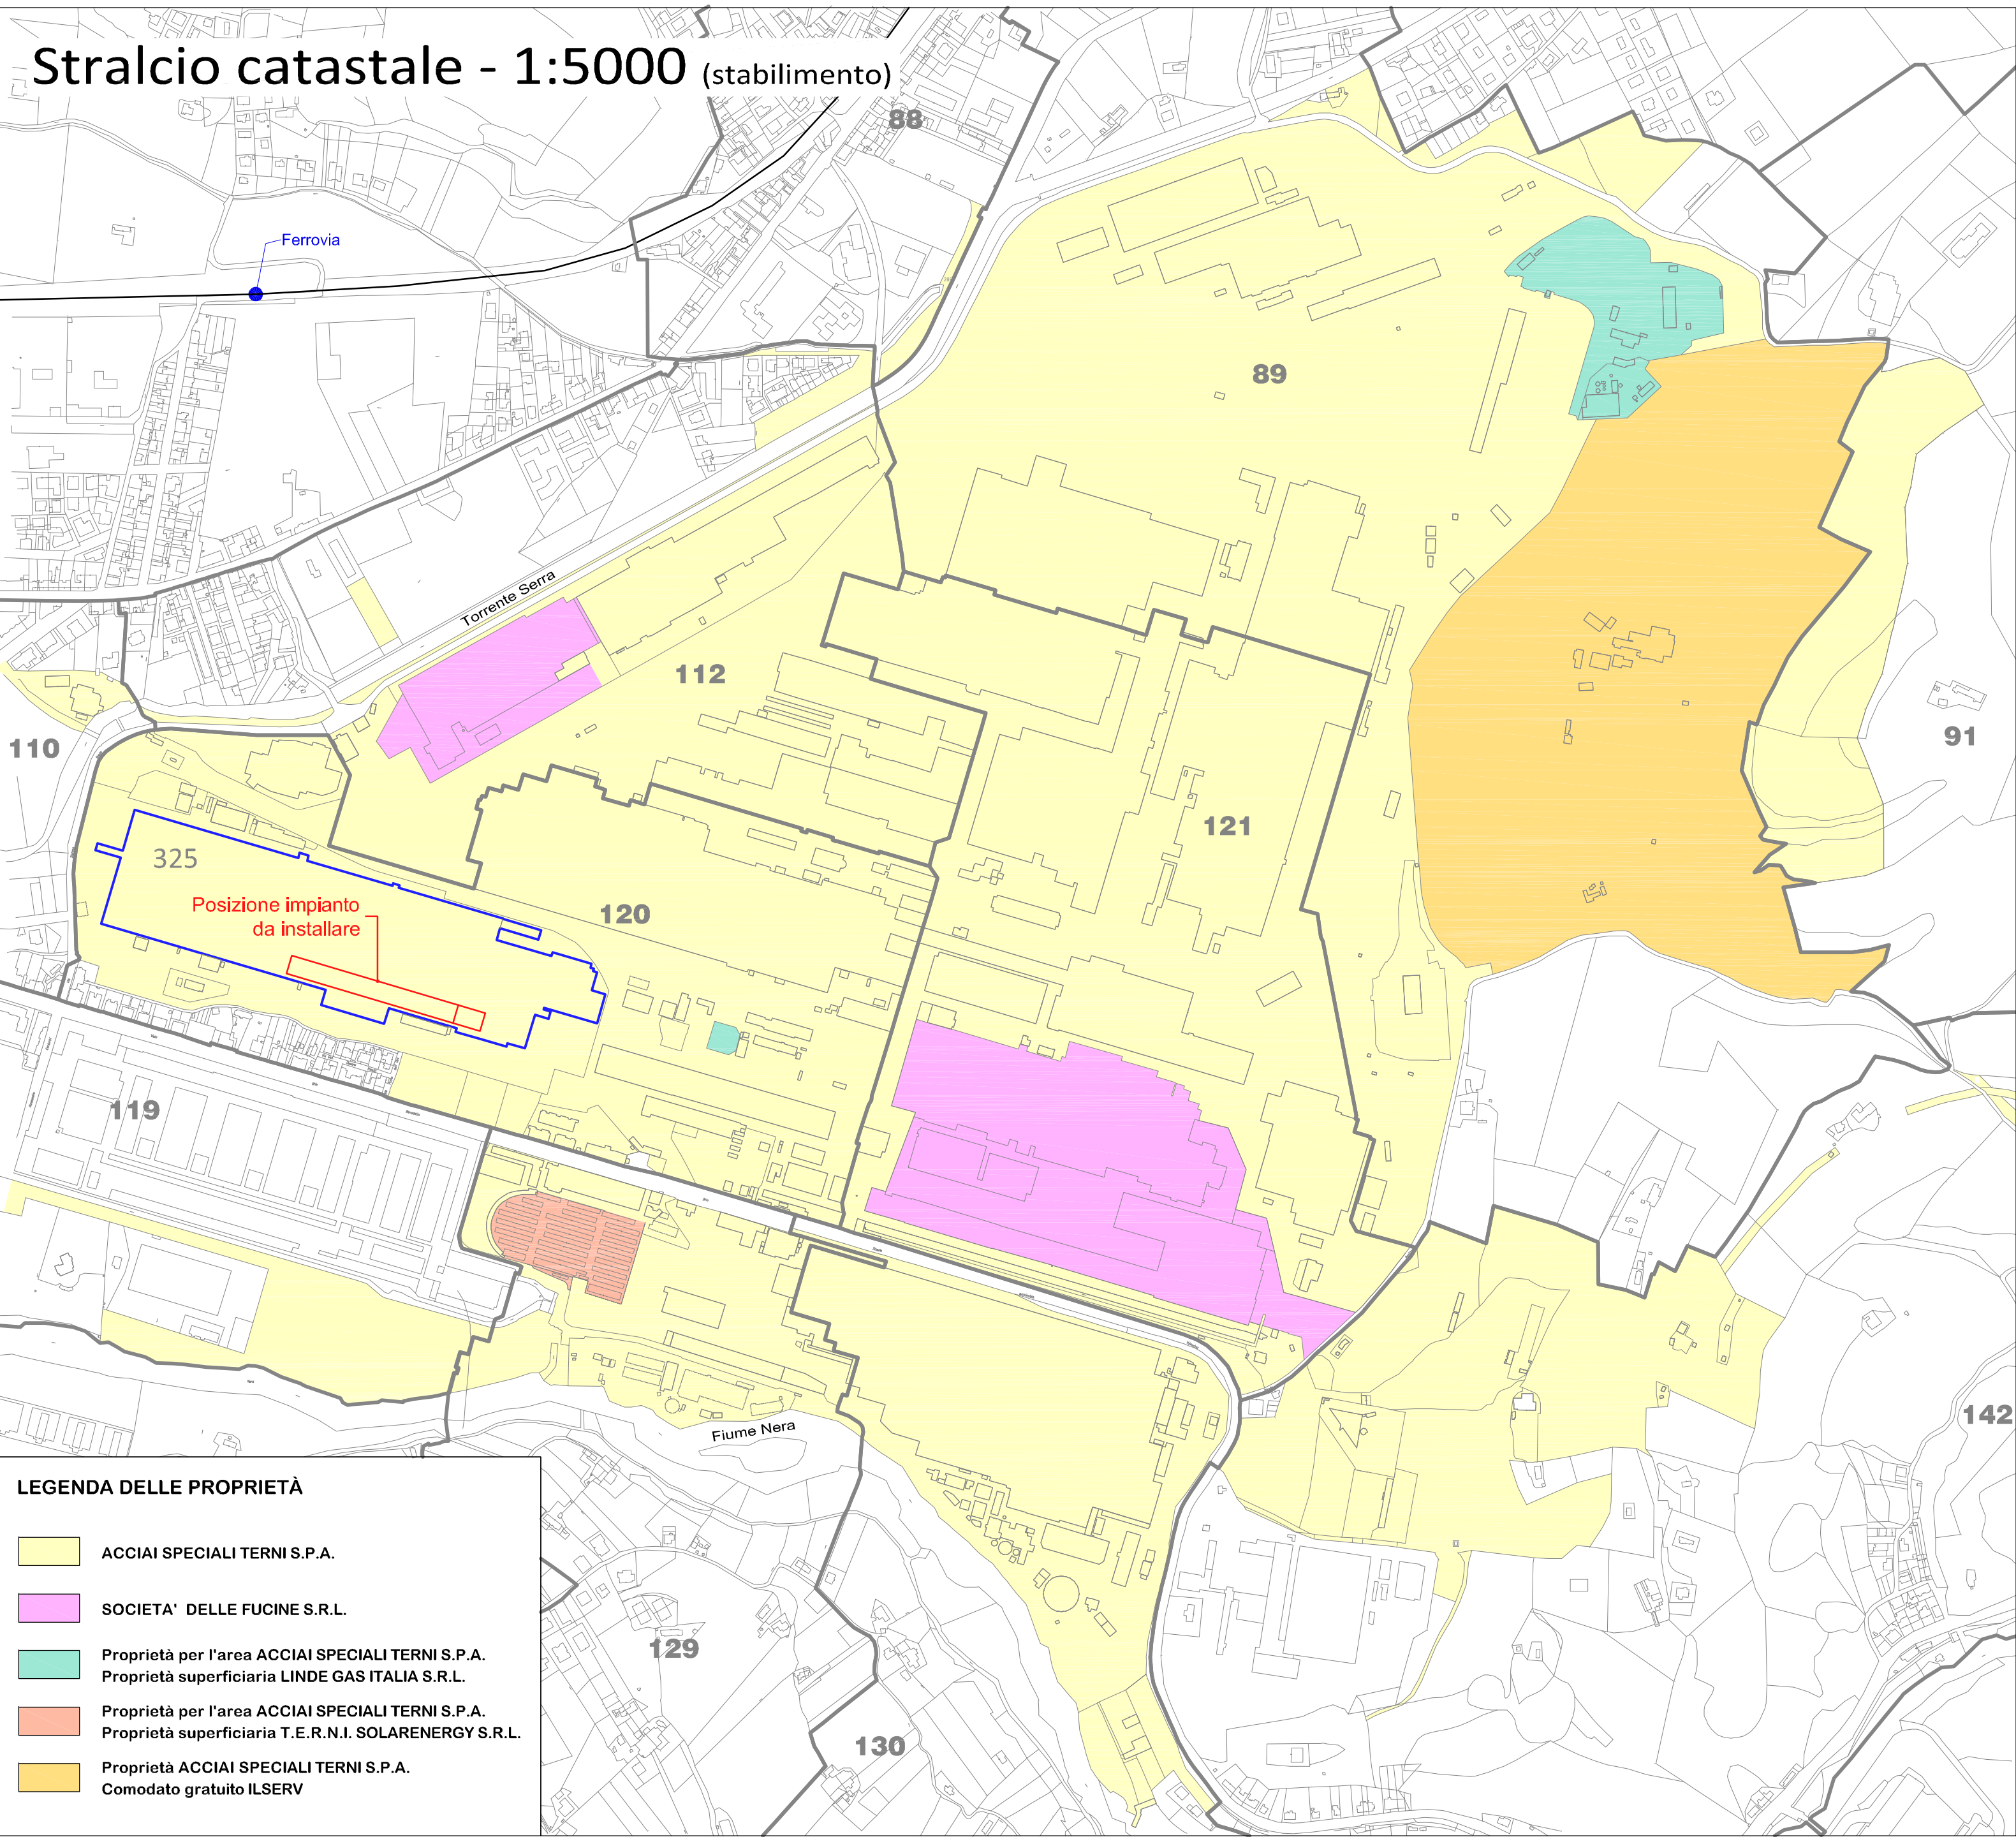 Stralcio catastale - 1:5000 (stabilimento)
88
Ferrovia
89
Torrente Serra
112
110
91
121
325
Posizione impianto
da installare
120
119
Fiume Nera
142
LEGENDA DELLE PROPRIETÀ
ACCIAI SPECIALI TERNI S.P.A.
SOCIETA' DELLE FUCINE S.R.L.
Proprietà per l'area ACCIAI SPECIALI TERNI S.P.A.
Proprietà superficiaria LINDE GAS ITALIA S.R.L.
Proprietà per l'area ACCIAI SPECIALI TERNI S.P.A.
Proprietà superficiaria T.E.R.N.I. SOLARENERGY S.R.L.
Proprietà ACCIAI SPECIALI TERNI S.P.A.
Comodato gratuito ILSERV
129
130